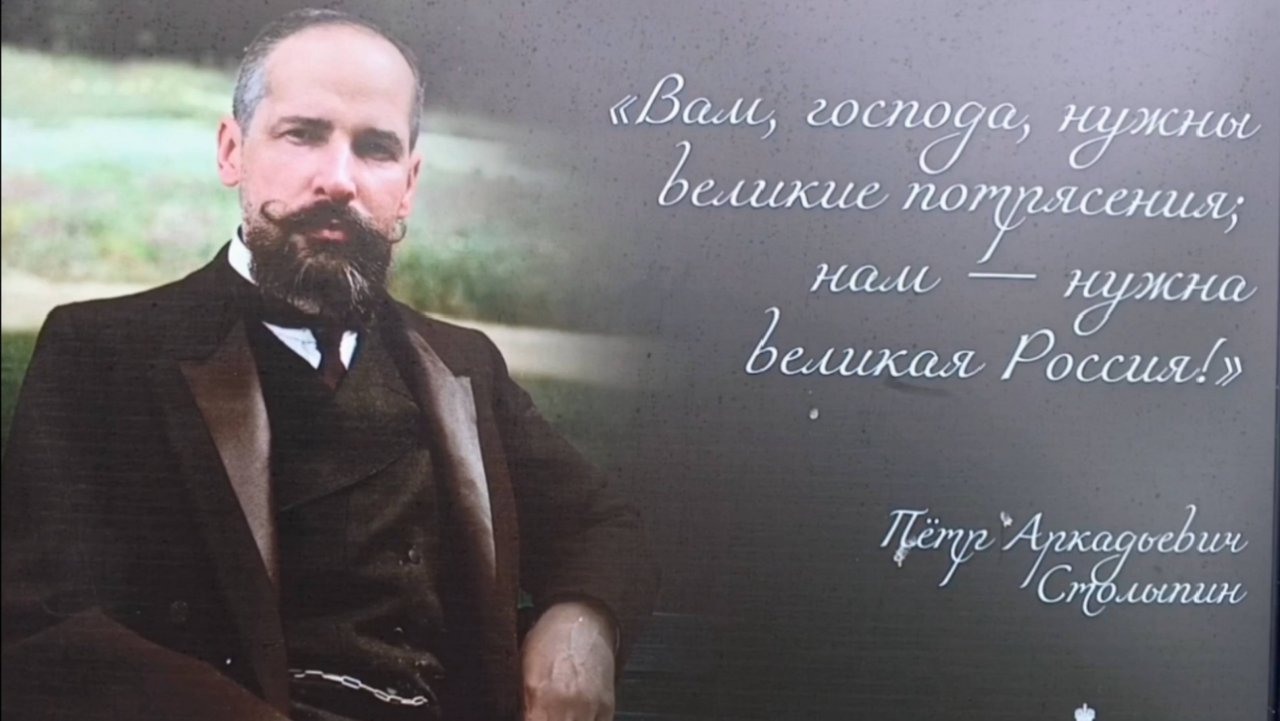 «Вам, господа, нужны
великие потрясения;
нам — нужна
великая Россия!»
Пётр Аркадьевич
Столыпин